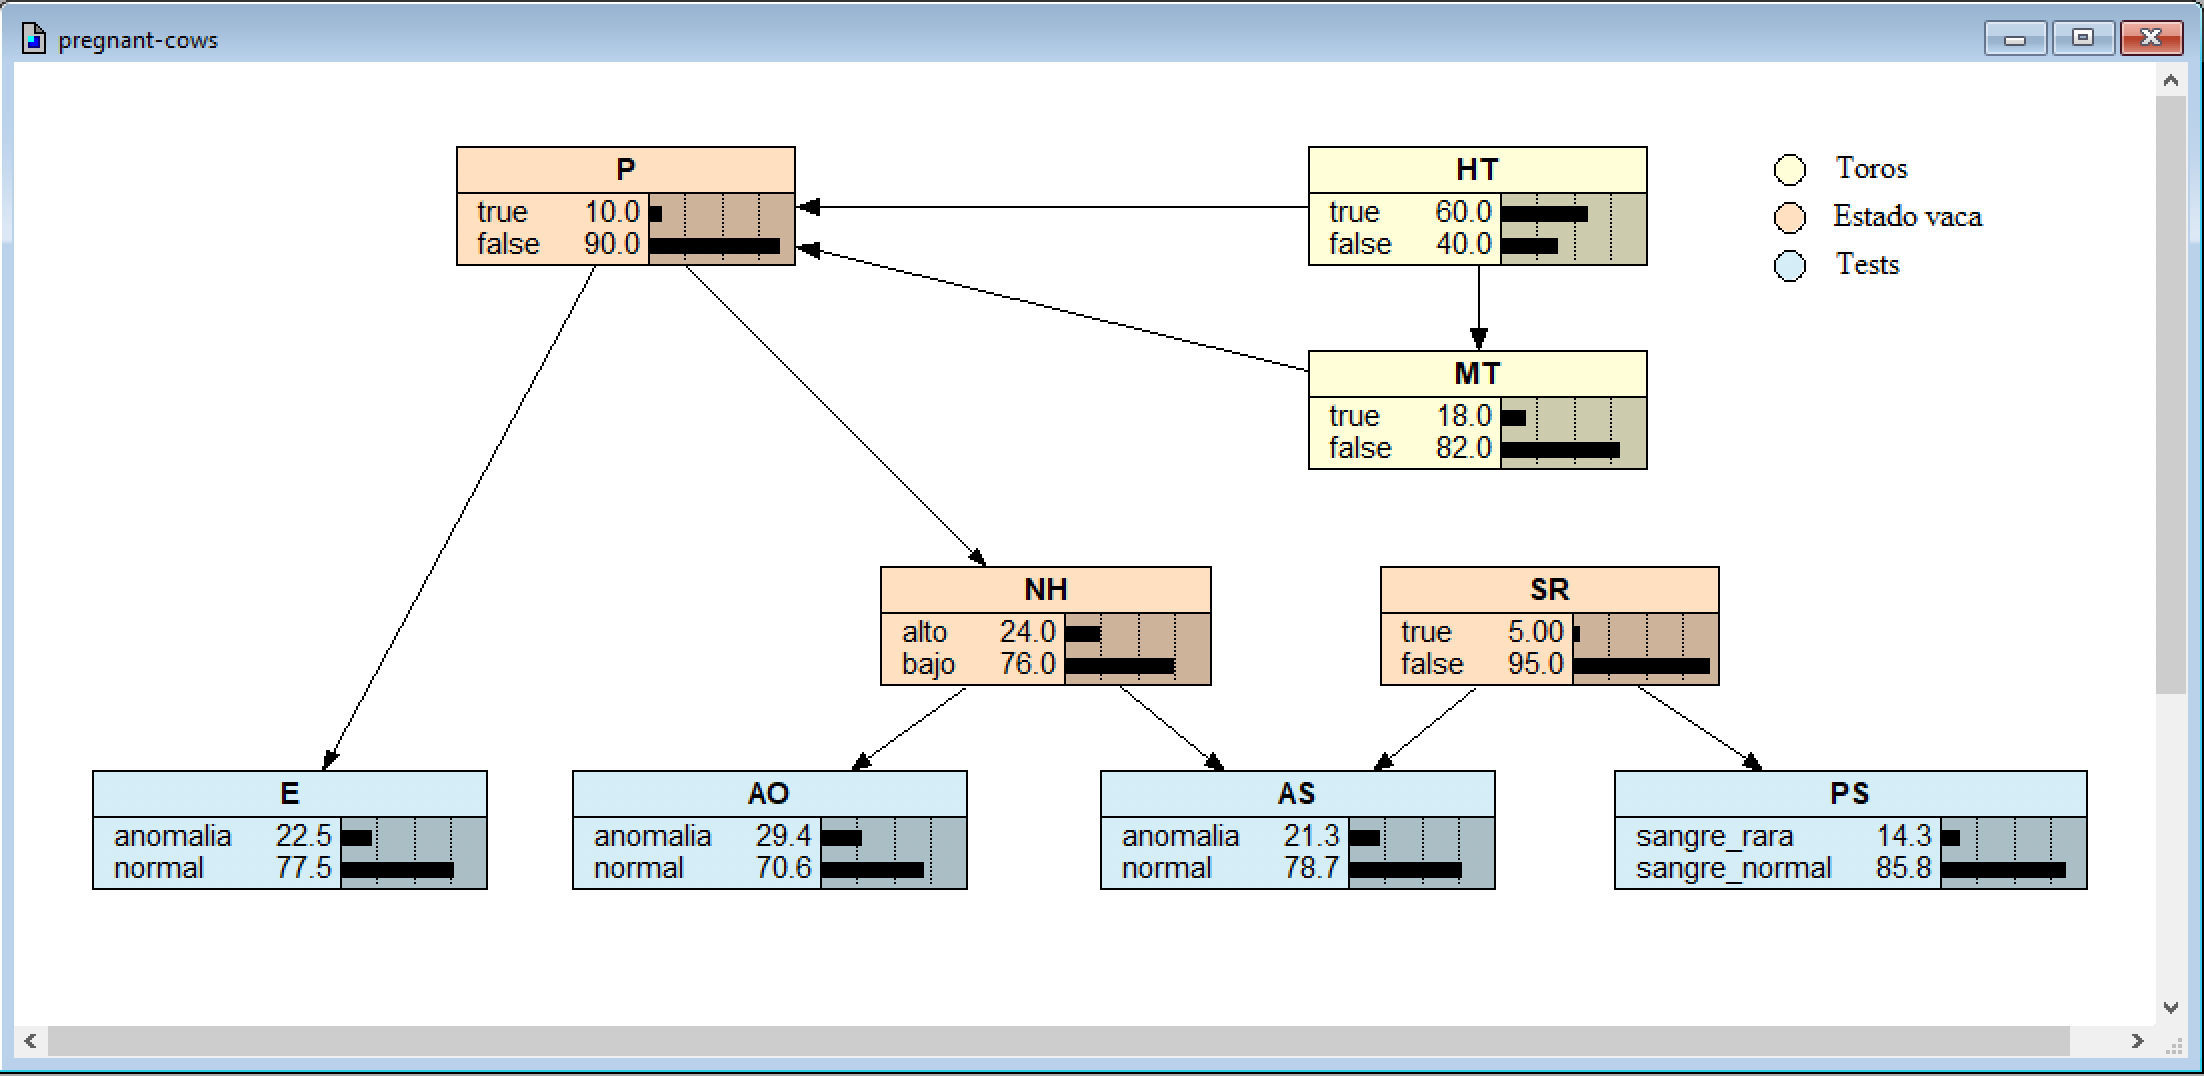 pregnant-cows
P
true 10.0
false 90.0
HT
true 60.0
false 40.0
Toros
Estado vaca
Tests
MT
true 18.0
false 82.0
NH
alto 24.0
bajo 76.0
SR
true 5.00
false 95.0
E
anomalia 22.5
normal 77.5
AO
anomalia 29.4
normal 70.6
AS
anomalia 21.3
normal 78.7
PS
sangre_rara 14.3
sangre_normal 85.8